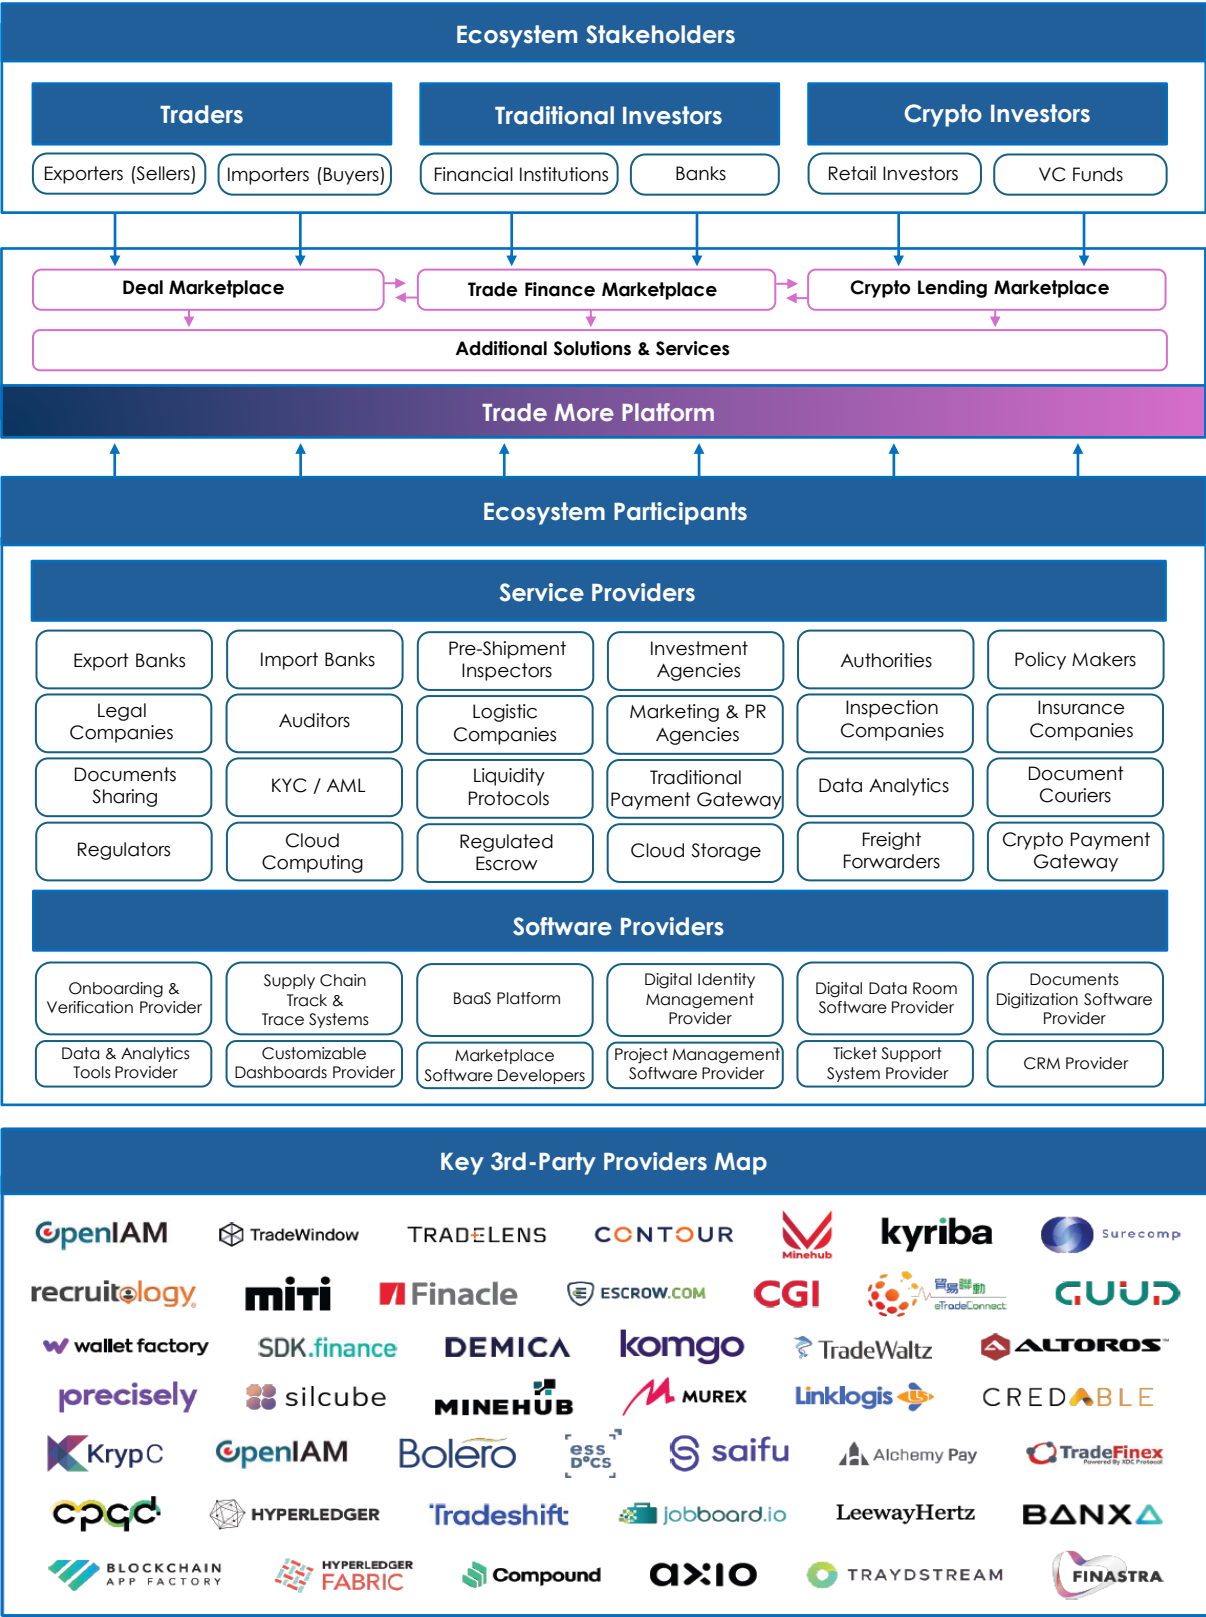 Ecosystem Stakeholders
Traders
Traditional Investors
Crypto Investors
Exporters (Sellers)
Importers (Buyers)
Financial Institutions
Banks
Retail Investors
VC Funds
Deal Marketplace
Trade Finance Marketplace
Crypto Lending Marketplace
Additional Solutions & Services
Trade More Platform
Ecosystem Participants
Service Providers
Export Banks
Import Banks
Pre-Shipment
Inspectors
Investment
Agencies
Authorities
Policy Makers
Legal
Companies
Auditors
Logistic
Companies
Marketing & PR
Agencies
Inspection
Companies
Insurance
Companies
Documents
Sharing
KYC / AML
Liquidity
Protocols
Traditional
Payment Gateway
Data Analytics
Document
Couriers
Regulators
Cloud
Computing
Regulated
Escrow
Cloud Storage
Freight
Forwarders
Crypto Payment
Gateway
Software Providers
Onboarding &
Verification Provider
Supply Chain
Track &
Trace Systems
BaaS Platform
Digital Identity
Management
Provider
Digital Data Room
Software Provider
Documents
Digitization Software
Provider
Data & Analytics
Tools Provider
Customizable
Dashboards Provider
Marketplace
Software Developers
Project Management
Software Provider
Ticket Support
System Provider
CRM Provider
Key 3rd-Party Providers Map
OpenIAM
TradeWindow
TRADELENS
CONTOUR
Minehub
kyriba
Surecomp
recruitology
miti
Finacle
ESCROW.COM
CGI
貿易聯動
eTradeConnect
GUUD
wallet factory
SDK.finance
DEMICA
komgo
TradeWaltz
ALTOROS
precisely
silcube
MINEHUB
MUREX
Linklogis
CREDABLE
KrypC
OpenIAM
Bolero
ess
DOCS
saifu
Alchemy Pay
TradeFinex
Powered By XDC Protocol
cpqd
HYPERLEDGER
Tradeshift
jobboard.io
LeewayHertz
BANXA
BLOCKCHAIN
APP FACTORY
HYPERLEDGER
FABRIC
Compound
axio
TRAYDSTREAM
FINASTRA